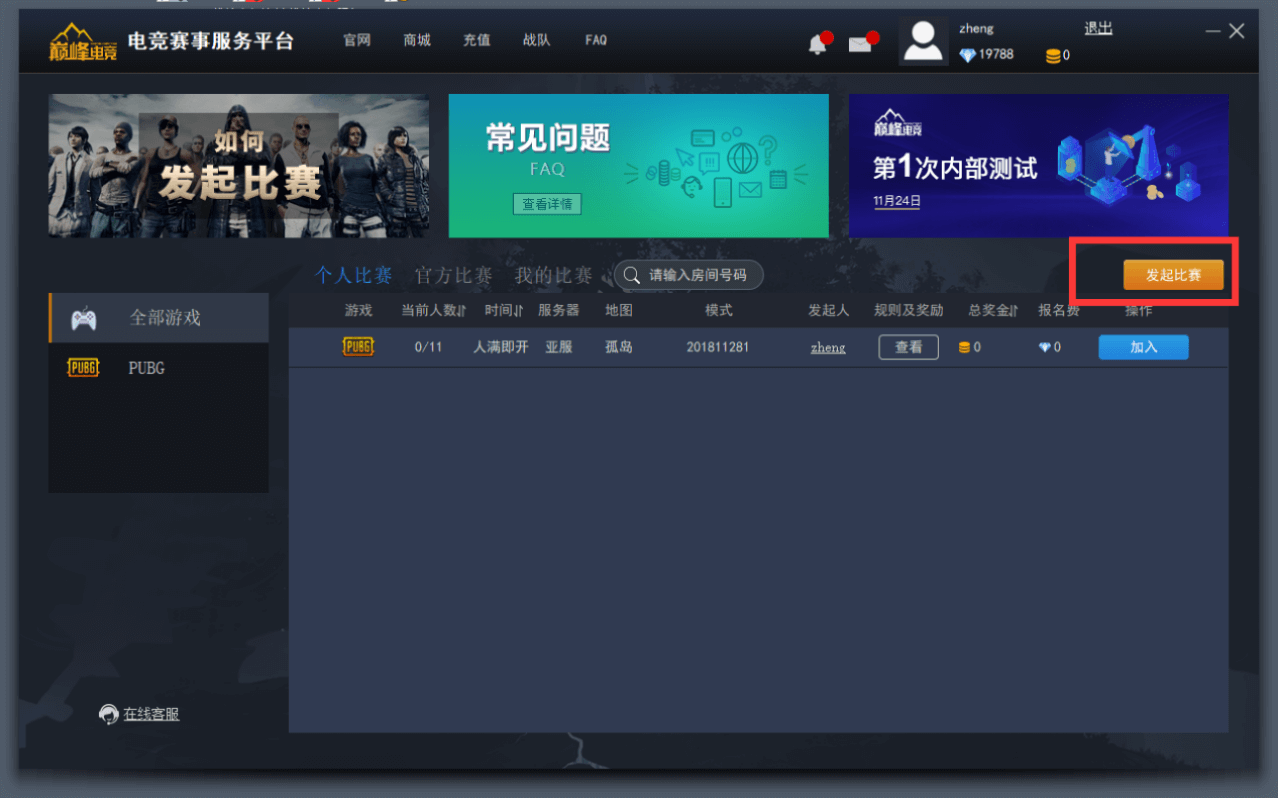 巅峰电竞 电竞赛事服务平台 官网 商城 充值 战队 FAQ zheng 退出
19788 0
如何
发起比赛
常见问题
FAQ
查看详情
巅峰电竞
第1次内部测试
11月24日
个人比赛 官方比赛 我的比赛 请输入房间号码 发起比赛
全部游戏
PUBG PUBG
游戏 当前人数 时间 服务器 地图 模式 发起人 规则及奖励 总奖金 报名费 操作
PUBG 0/11 人满即开 亚服 孤岛 201811281 zheng 查看 0 0 加入
在线客服